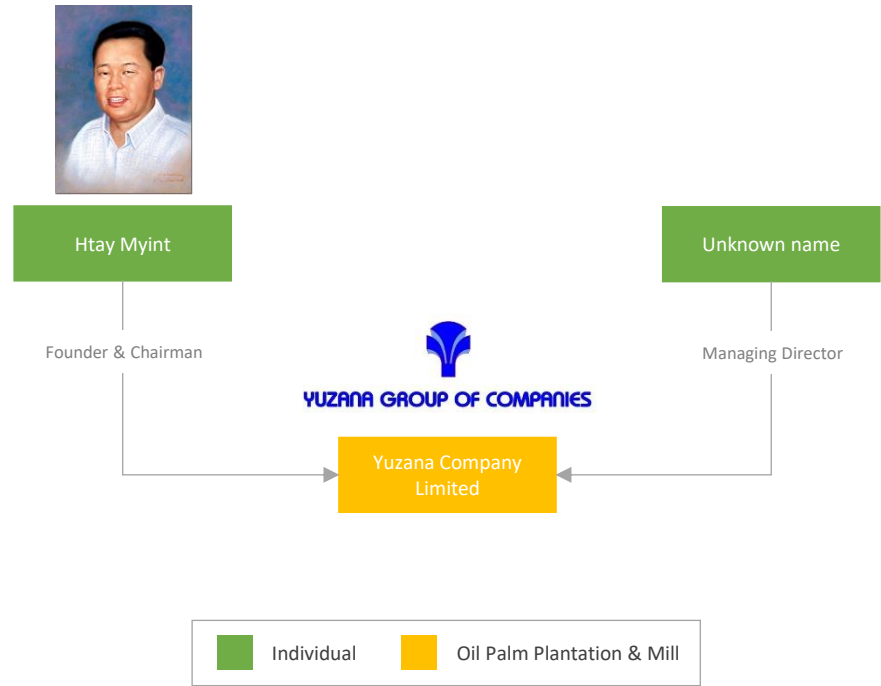 Htay Myint
Unknown name
Founder & Chairman
Managing Director
YUZANA GROUP OF COMPANIES
Yuzana Company
Limited
Individual
Oil Palm Plantation & Mill